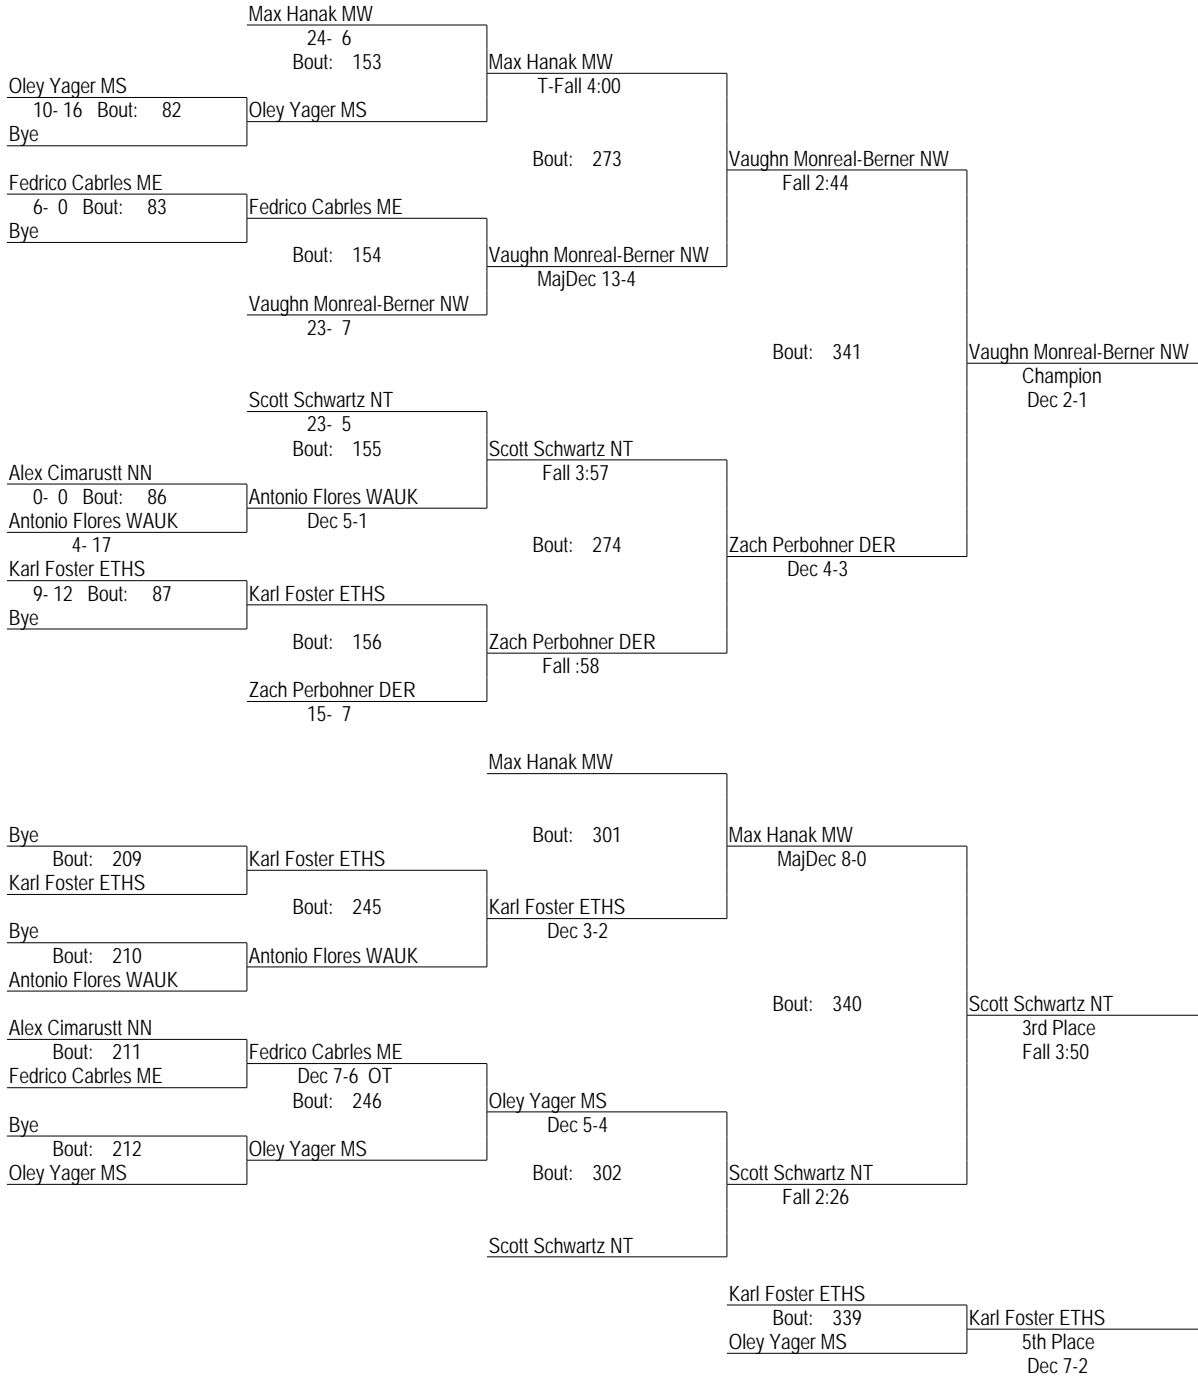 Max Hanak MW
24- 6
Bout: 153
Max Hanak MW
T-Fall 4:00
Oley Yager MS
10- 16 Bout: 82
Oley Yager MS
Bye
Bout: 273
Vaughn Monreal-Berner NW
Fall 2:44
Fedrico Cabrles ME
6- 0 Bout: 83
Fedrico Cabrles ME
Bye
Bout: 154
Vaughn Monreal-Berner NW
MajDec 13-4
Vaughn Monreal-Berner NW
23- 7
Bout: 341
Vaughn Monreal-Berner NW
Champion
Dec 2-1
Scott Schwartz NT
23- 5
Bout: 155
Scott Schwartz NT
Fall 3:57
Alex Cimarustt NN
0- 0 Bout: 86
Antonio Flores WAUK
Dec 5-1
Antonio Flores WAUK
4- 17
Bout: 274
Zach Perbohner DER
Dec 4-3
Karl Foster ETHS
9- 12 Bout: 87
Karl Foster ETHS
Bye
Bout: 156
Zach Perbohner DER
Fall :58
Zach Perbohner DER
15- 7
Max Hanak MW
Bye
Bout: 209
Karl Foster ETHS
Karl Foster ETHS
Bout: 301
Max Hanak MW
MajDec 8-0
Bout: 245
Karl Foster ETHS
Dec 3-2
Bye
Bout: 210
Antonio Flores WAUK
Antonio Flores WAUK
Bout: 340
Scott Schwartz NT
3rd Place
Fall 3:50
Alex Cimarustt NN
Bout: 211
Fedrico Cabrles ME
Fedrico Cabrles ME
Dec 7-6 OT
Bout: 246
Oley Yager MS
Dec 5-4
Bye
Bout: 212
Oley Yager MS
Oley Yager MS
Bout: 302
Scott Schwartz NT
Fall 2:26
Scott Schwartz NT
Karl Foster ETHS
Bout: 339
Oley Yager MS
Karl Foster ETHS
5th Place
Dec 7-2